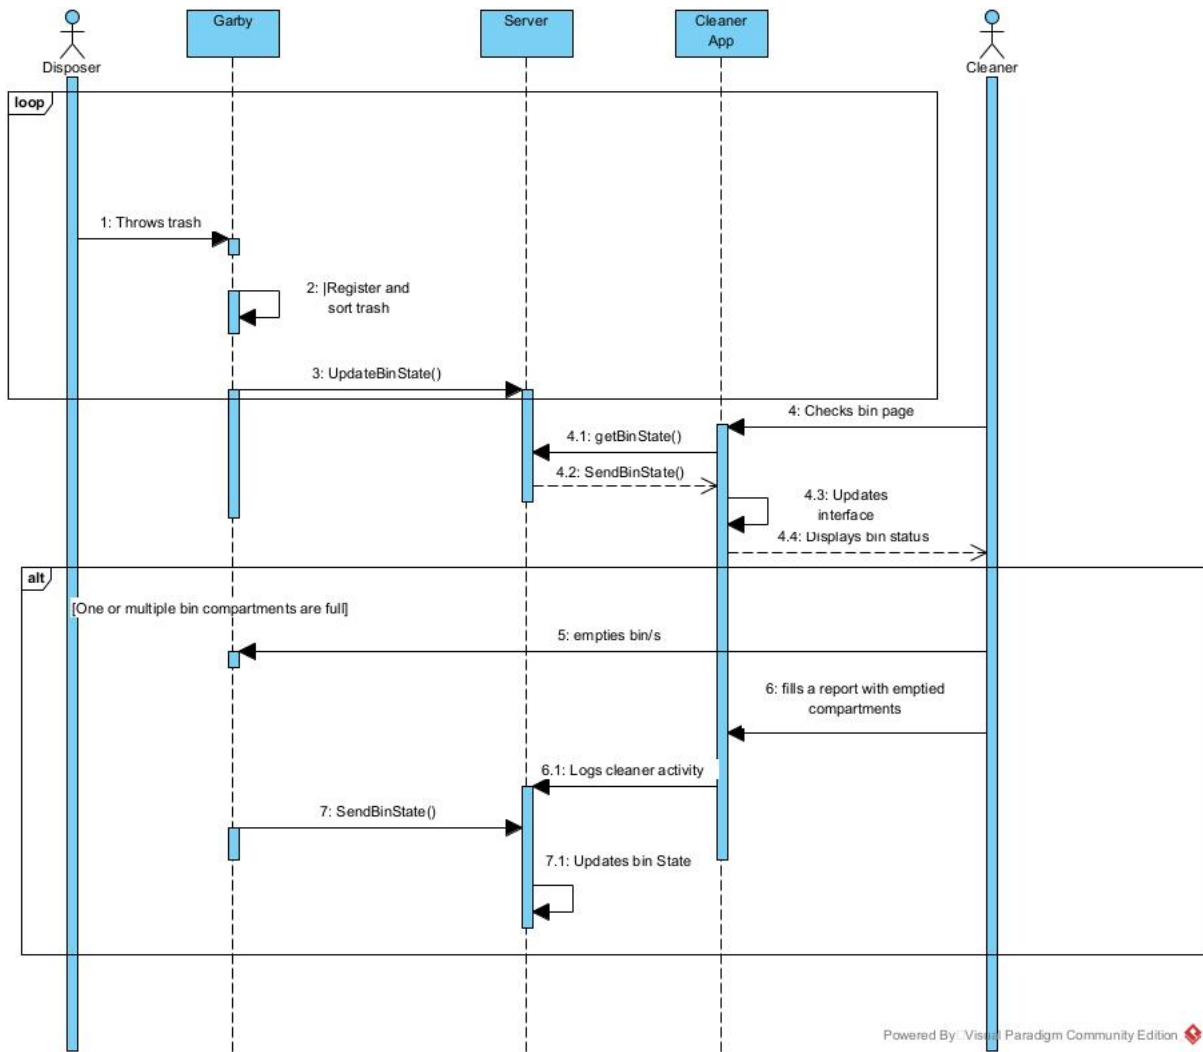 Garby
Server
Cleaner
App
Disposer
Cleaner
loop
1: Throws trash
2: |Register and
sort trash
3: UpdateBinState()
4: Checks bin page
4.1: getBinState()
4.2: SendBinState()
4.3: Updates
interface
4.4: Displays bin status
alt
[One or multiple bin compartments are full]
5: empties bin/s
6: fills a report with emptied
compartments
6.1: Logs cleaner activity
7: SendBinState()
7.1: Updates bin State
Powered By Visual Paradigm Community Edition